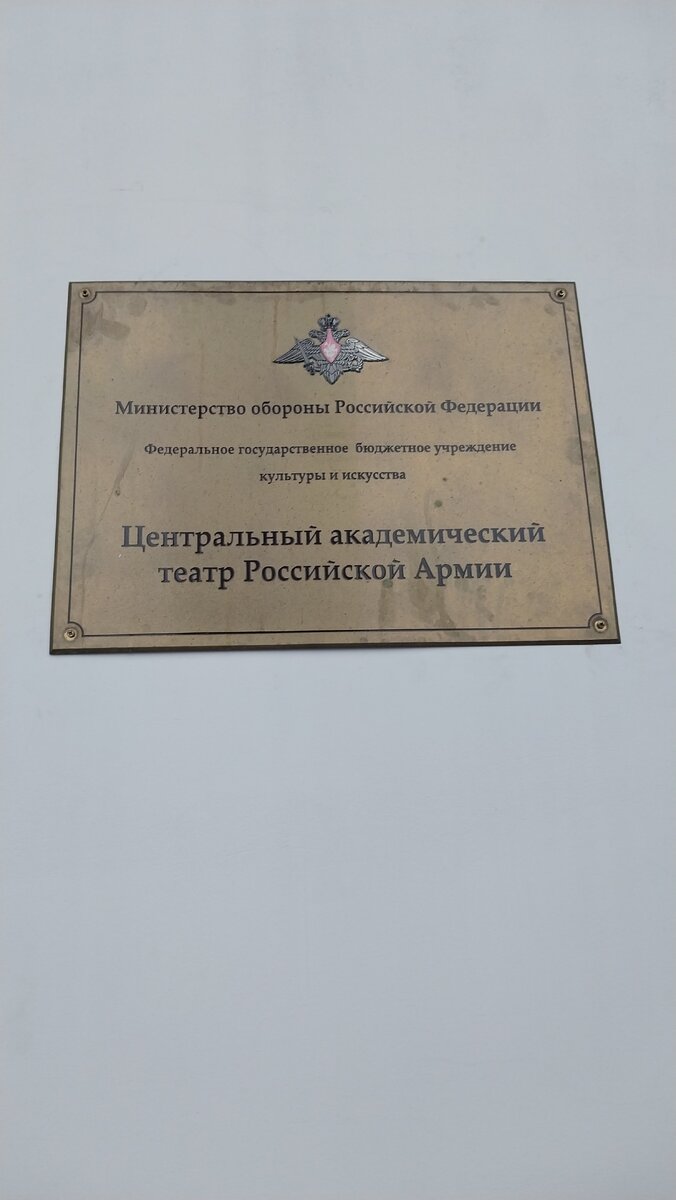 Министерство обороны Российской Федерации
Федеральное государственное бюджетное учреждение
культуры и искусства
Центральный академический
театр Российской Армии